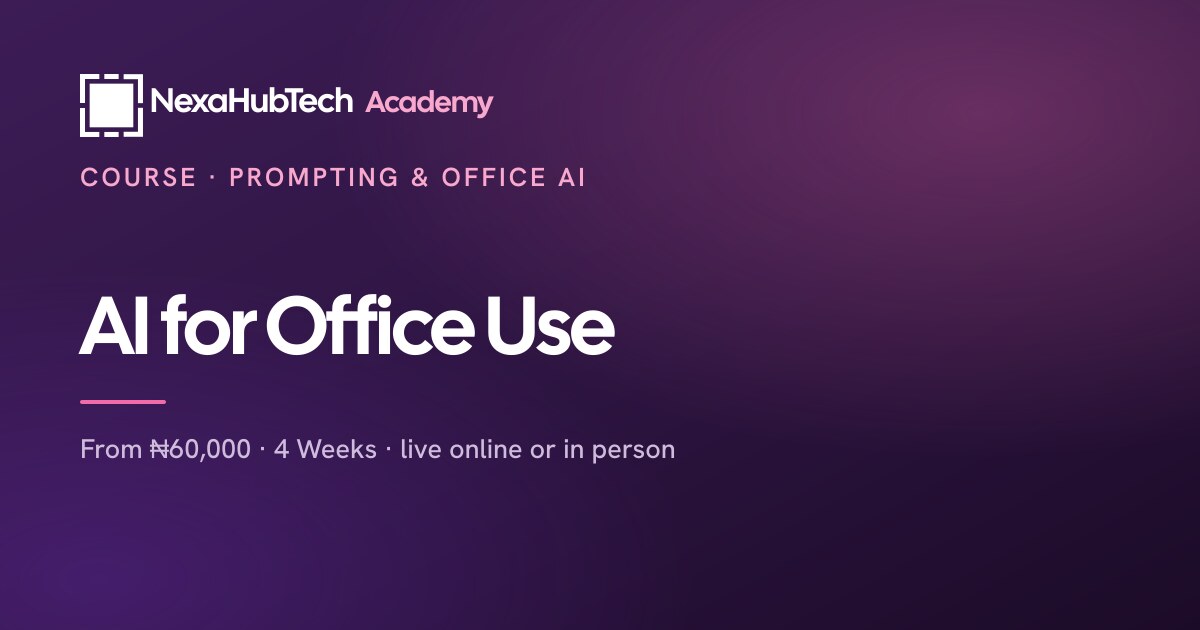 NexaHubTech Academy
COURSE · PROMPTING & OFFICE AI
AI for Office Use
From ₦60,000 · 4 Weeks · live online or in person